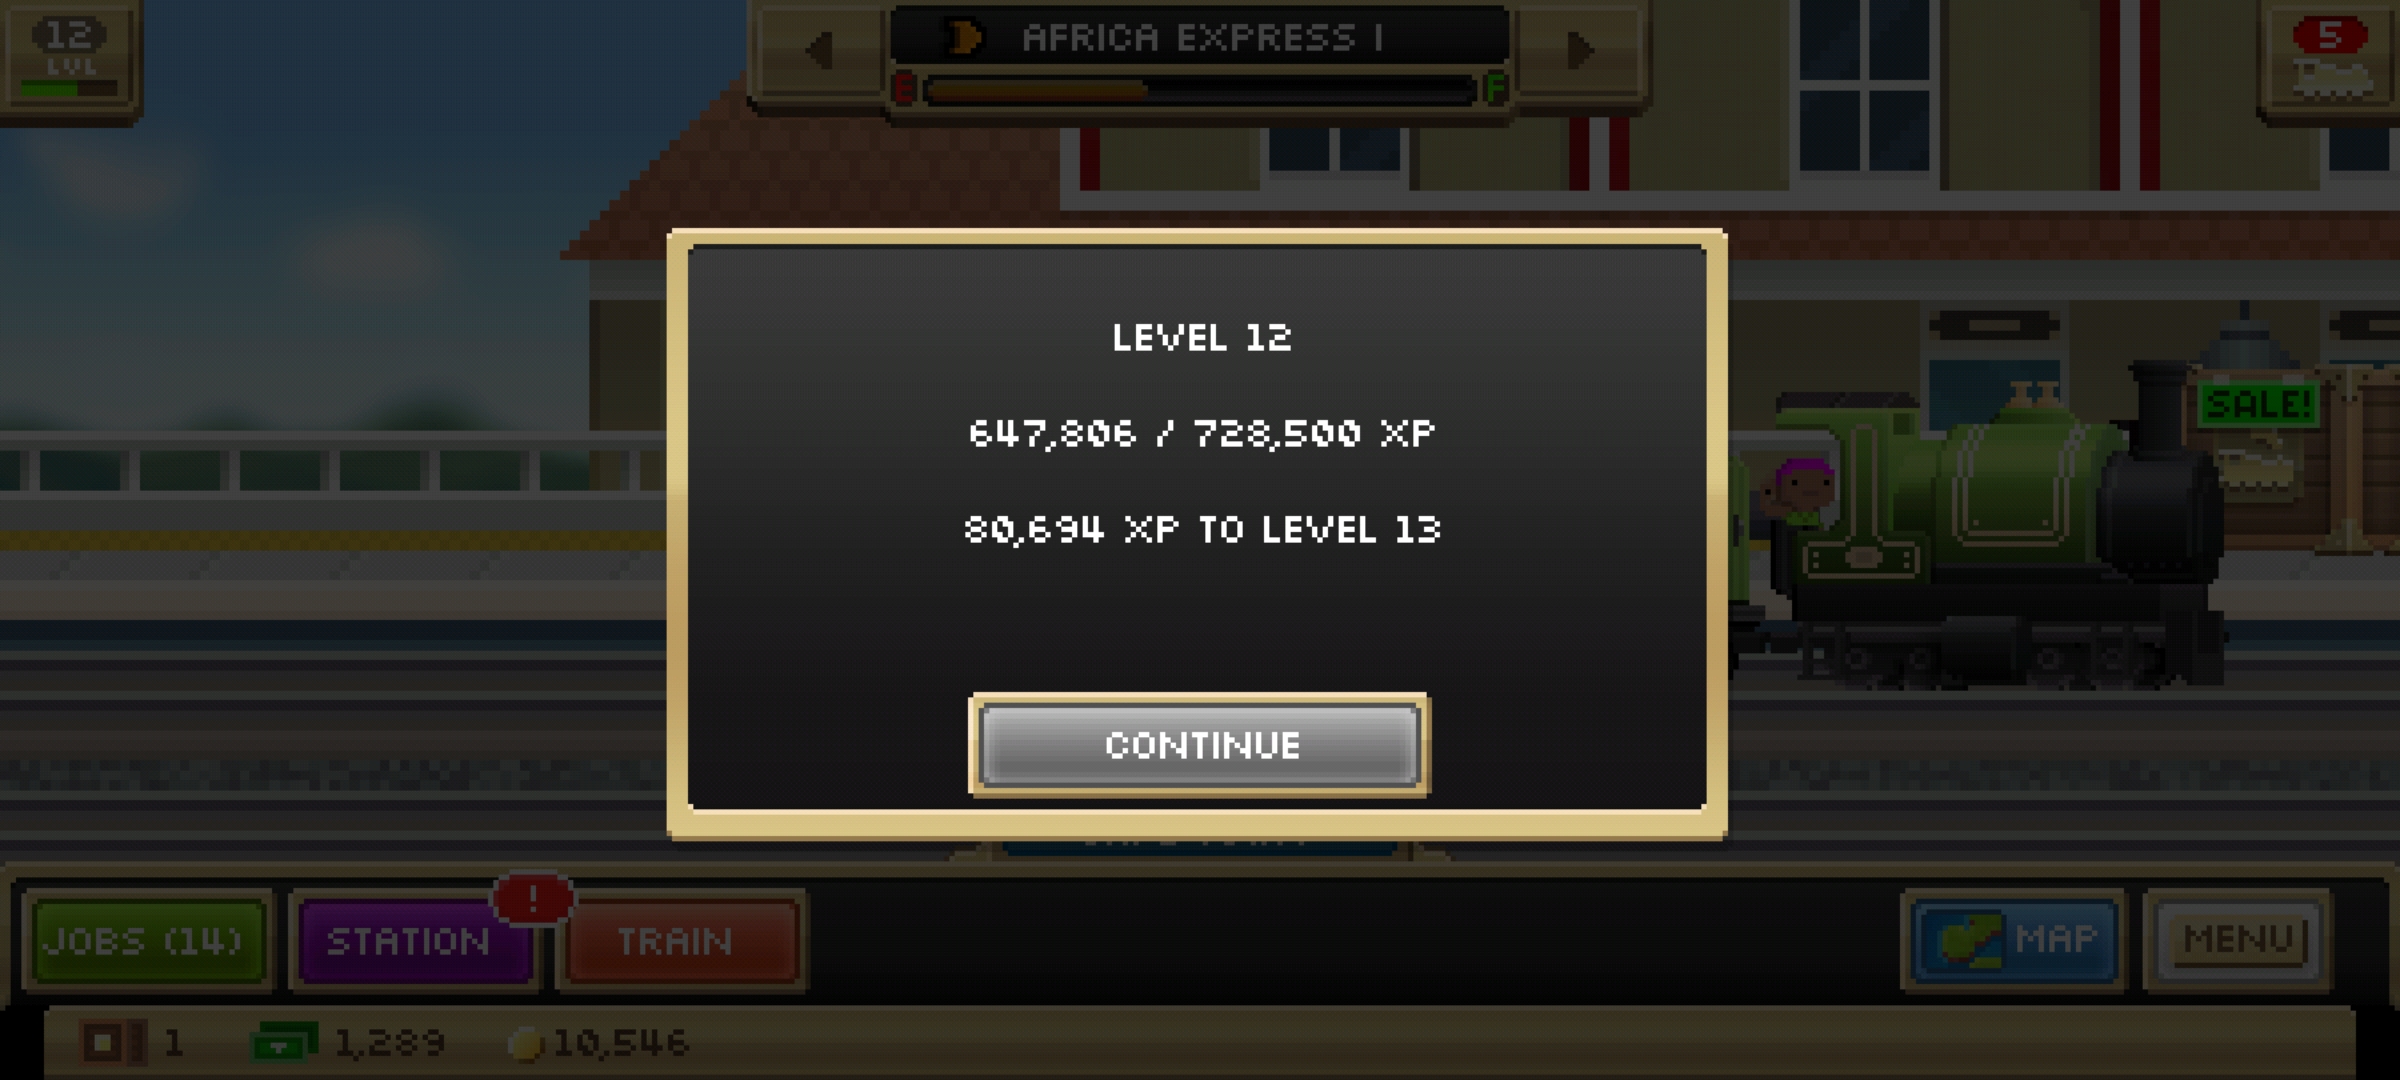 12
LVL
AFRICA EXPRESS I
E
F
5
LEVEL 12
647,806 / 728,500 XP
80,694 XP TO LEVEL 13
SALE!
CONTINUE
JOBS (14)
STATION
!
TRAIN
MAP
MENU
1
1,289
10,546